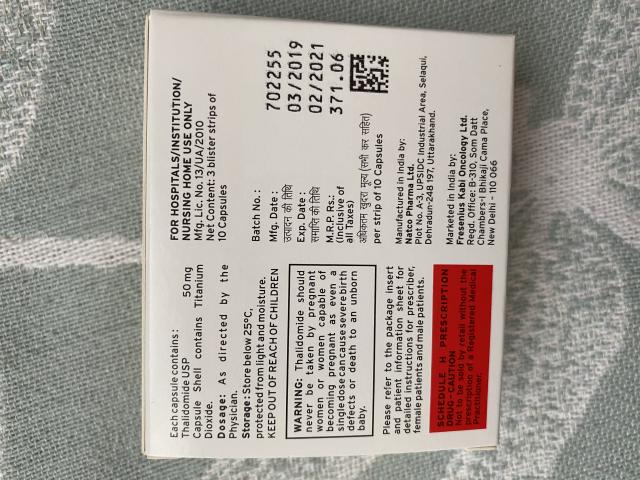 Each capsule contains :
Thalidomide USP 50 mg
Capsule Shell contains Titanium
Dioxide.
Dosage: As directed by the
Physician.
Storage: Store below 25°C,
protected from light and moisture.
KEEP OUT OF REACH OF CHILDREN
WARNING: Thalidomide should
never be taken by pregnant
women or women capable of
becoming pregnant as even a
single dose can cause severe birth
defects or death to an unborn
baby.
Please refer to the package insert
and patient information sheet for
detailed instructions for prescriber,
female patients and male patients.
SCHEDULE H PRESCRIPTION
DRUG - CAUTION
Not to be sold by retail without the
prescription of a Registered Medical
Practitioner.
FOR HOSPITALS/INSTITUTION/
NURSING HOME USE ONLY
Mfg. Lic. No. 13/UA/2010
Net Content: 3 blister strips of
10 Capsules
Batch No. : 702255
Mfg. Date : 03/2019
उत्पादन की तिथि
Exp. Date : 02/2021
समाप्ति की तिथि
M.R.P. Rs.: 371.06
(Inclusive of
all Taxes)
अधिकतम खुदरा मूल्य (सभी कर सहित)
per strip of 10 Capsules
Manufactured in India by:
Natco Pharma Ltd.
Plot No. A-3, UPSIDC Industrial Area, Selaqui,
Dehradun-248 197, Uttarakhand.
Marketed in India by:
Fresenius Kabi Oncology Ltd.
Regd. Office: B-310, Som Datt
Chambers-I Bhikaji Cama Place,
New Delhi - 110 066